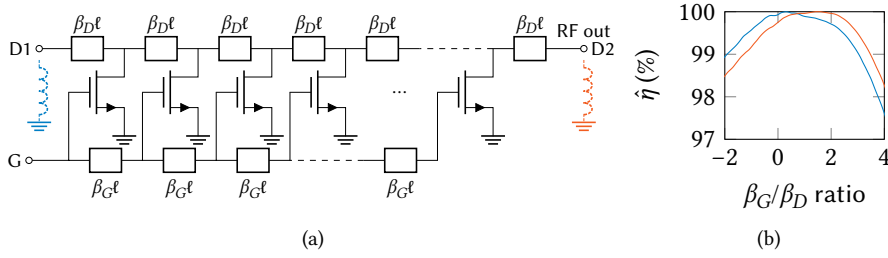 β_Dℓ β_Dℓ β_Dℓ β_Dℓ β_Dℓ β_Dℓ
RF out
D1 D2
...
G
β_Gℓ β_Gℓ β_Gℓ β_Gℓ
(a)
100
99
98
97
η̂ (%)
−2 0 2 4
β_G/β_D ratio
(b)